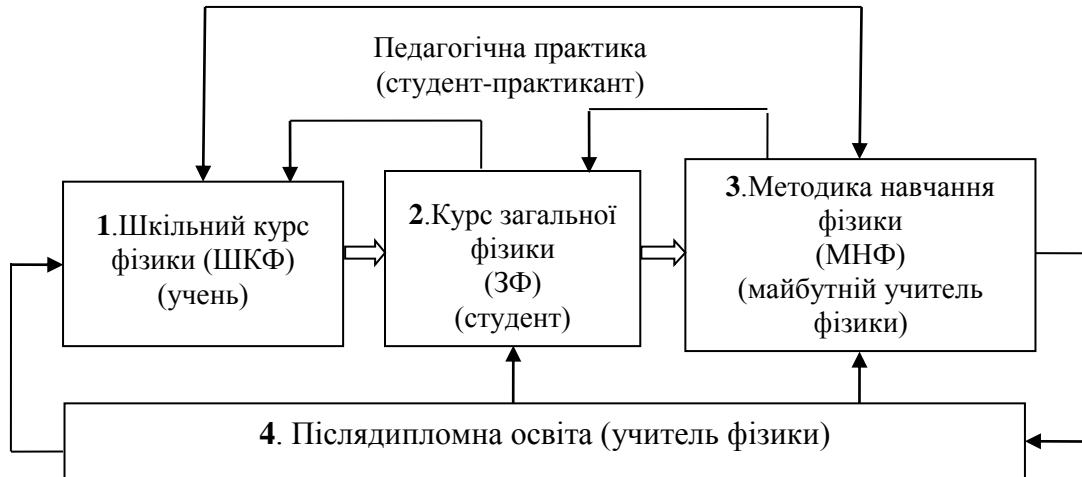 Педагогічна практика
(студент-практикант)
1.Шкільний курс
фізики (ШКФ)
(учень)
2.Курс загальної
фізики
(ЗФ)
(студент)
3.Методика навчання
фізики
(МНФ)
(майбутній учитель
фізики)
4. Післядипломна освіта (учитель фізики)